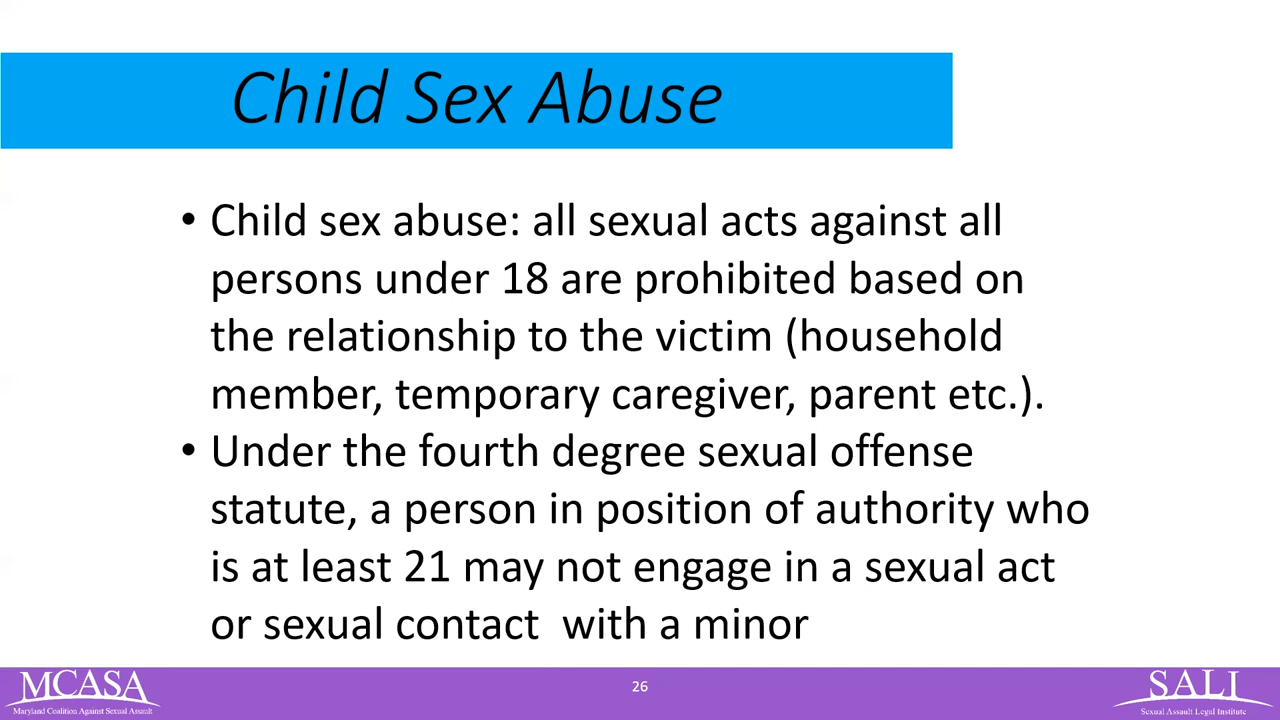 Child Sex Abuse
• Child sex abuse: all sexual acts against all
persons under 18 are prohibited based on
the relationship to the victim (household
member, temporary caregiver, parent etc.).
• Under the fourth degree sexual offense
statute, a person in position of authority who
is at least 21 may not engage in a sexual act
or sexual contact  with a minor
MCASA
Maryland Coalition Against Sexual Assault
26
SALI
Sexual Assault Legal Institute